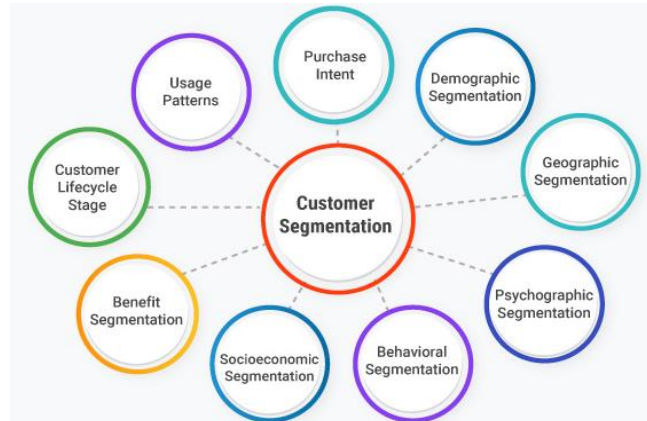 Purchase
Intent
Usage
Patterns
Demographic
Segmentation
Customer
Lifecycle
Stage
Geographic
Segmentation
Customer
Segmentation
Benefit
Segmentation
Psychographic
Segmentation
Socioeconomic
Segmentation
Behavioral
Segmentation